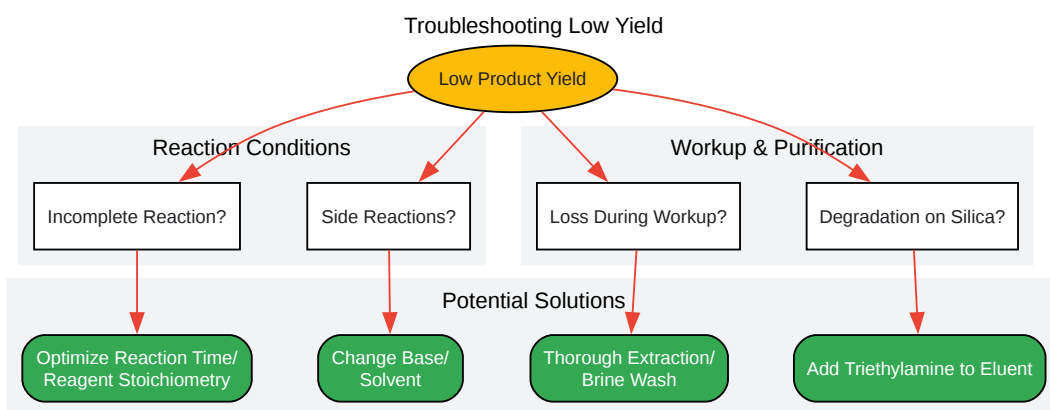 Troubleshooting Low Yield
Low Product Yield
Reaction Conditions
Workup & Purification
Incomplete Reaction?
Side Reactions?
Loss During Workup?
Degradation on Silica?
Potential Solutions
Optimize Reaction Time/
Reagent Stoichiometry
Change Base/
Solvent
Thorough Extraction/
Brine Wash
Add Triethylamine to Eluent